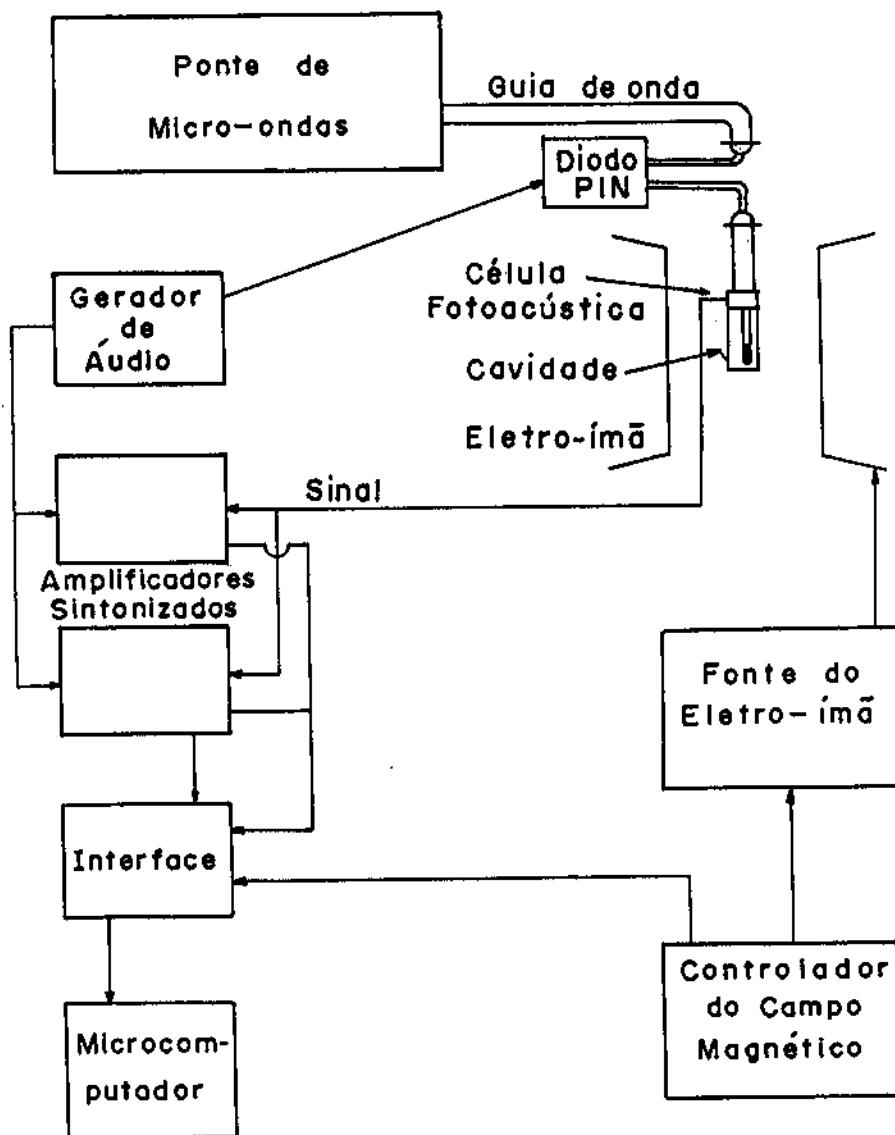 Ponte de
Micro-ondas
Guia de onda
Diodo
PIN
Gerador
de
Áudio
Célula
Fotoacústica
Cavidade
Eletro-ímã
Sinal
Amplificadores
Sintonizados
Fonte do
Eletro-ímã
Interface
Controlador
do Campo
Magnético
Microcom-
putador